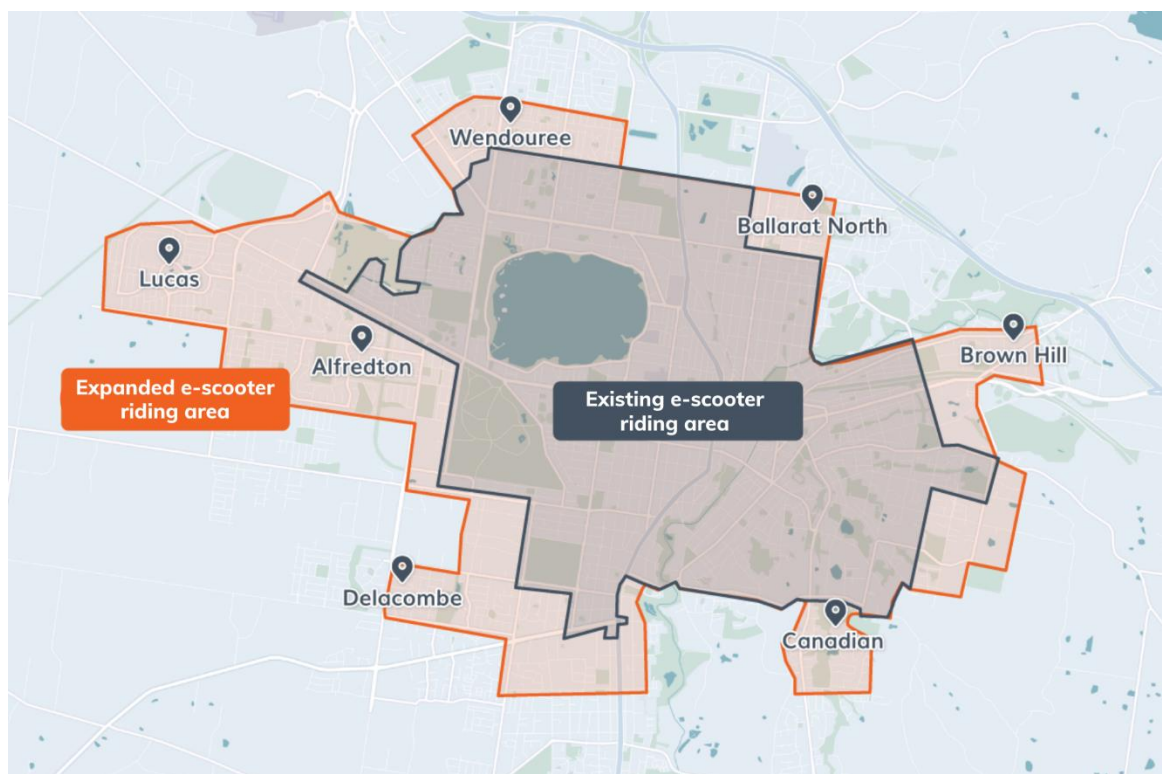 Wendouree
Ballarat North
Lucas
Alfredton
Brown Hill
Expanded e-scooter
riding area
Existing e-scooter
riding area
Delacombe
Canadian